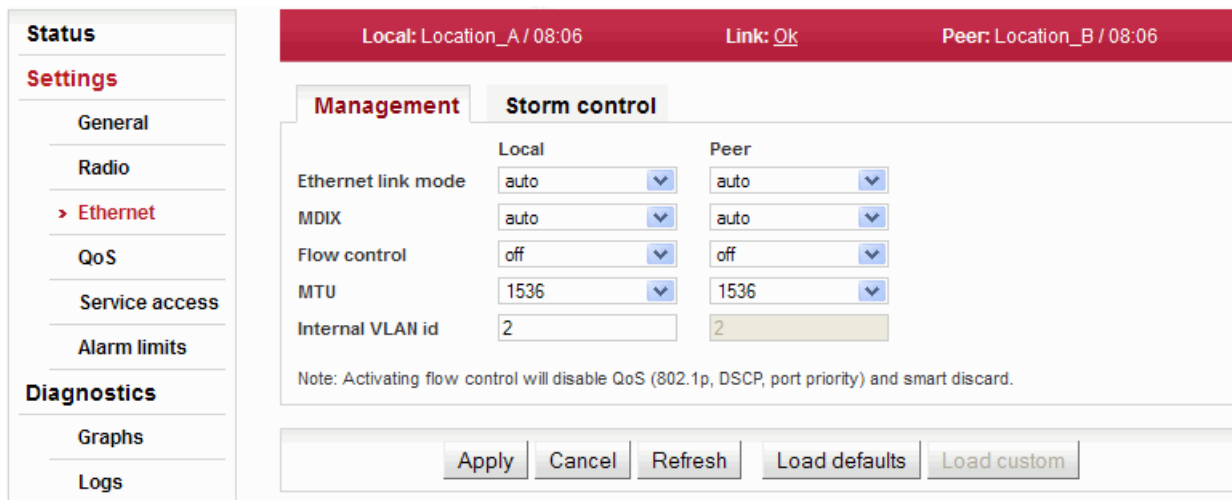 Status
Settings
General
Radio
> Ethernet
QoS
Service access
Alarm limits
Diagnostics
Graphs
Logs
Local: Location_A / 08:06 Link: Ok Peer: Location_B / 08:06
Management Storm control
Local Peer
Ethernet link mode auto auto
MDIX auto auto
Flow control off off
MTU 1536 1536
Internal VLAN id 2 2
Note: Activating flow control will disable QoS (802.1p, DSCP, port priority) and smart discard.
Apply Cancel Refresh Load defaults Load custom